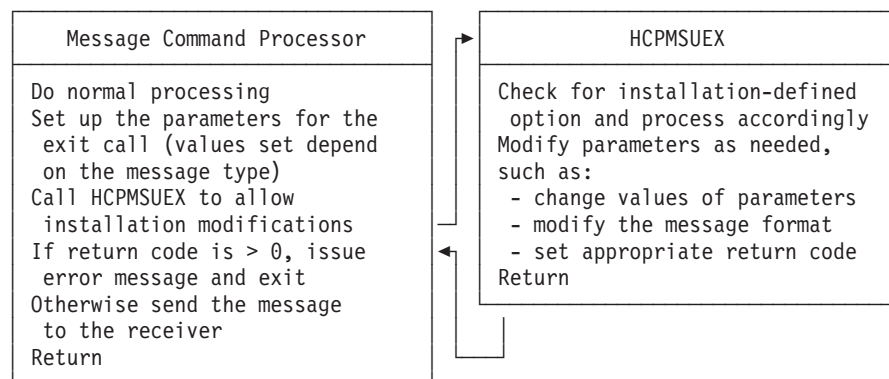 Message Command Processor
Do normal processing
Set up the parameters for the
exit call (values set depend
on the message type)
Call HCPMSUEX to allow
installation modifications
If return code is > 0, issue
error message and exit
Otherwise send the message
to the receiver
Return
HCPMSUEX
Check for installation-defined
option and process accordingly
Modify parameters as needed,
such as:
- change values of parameters
- modify the message format
- set appropriate return code
Return